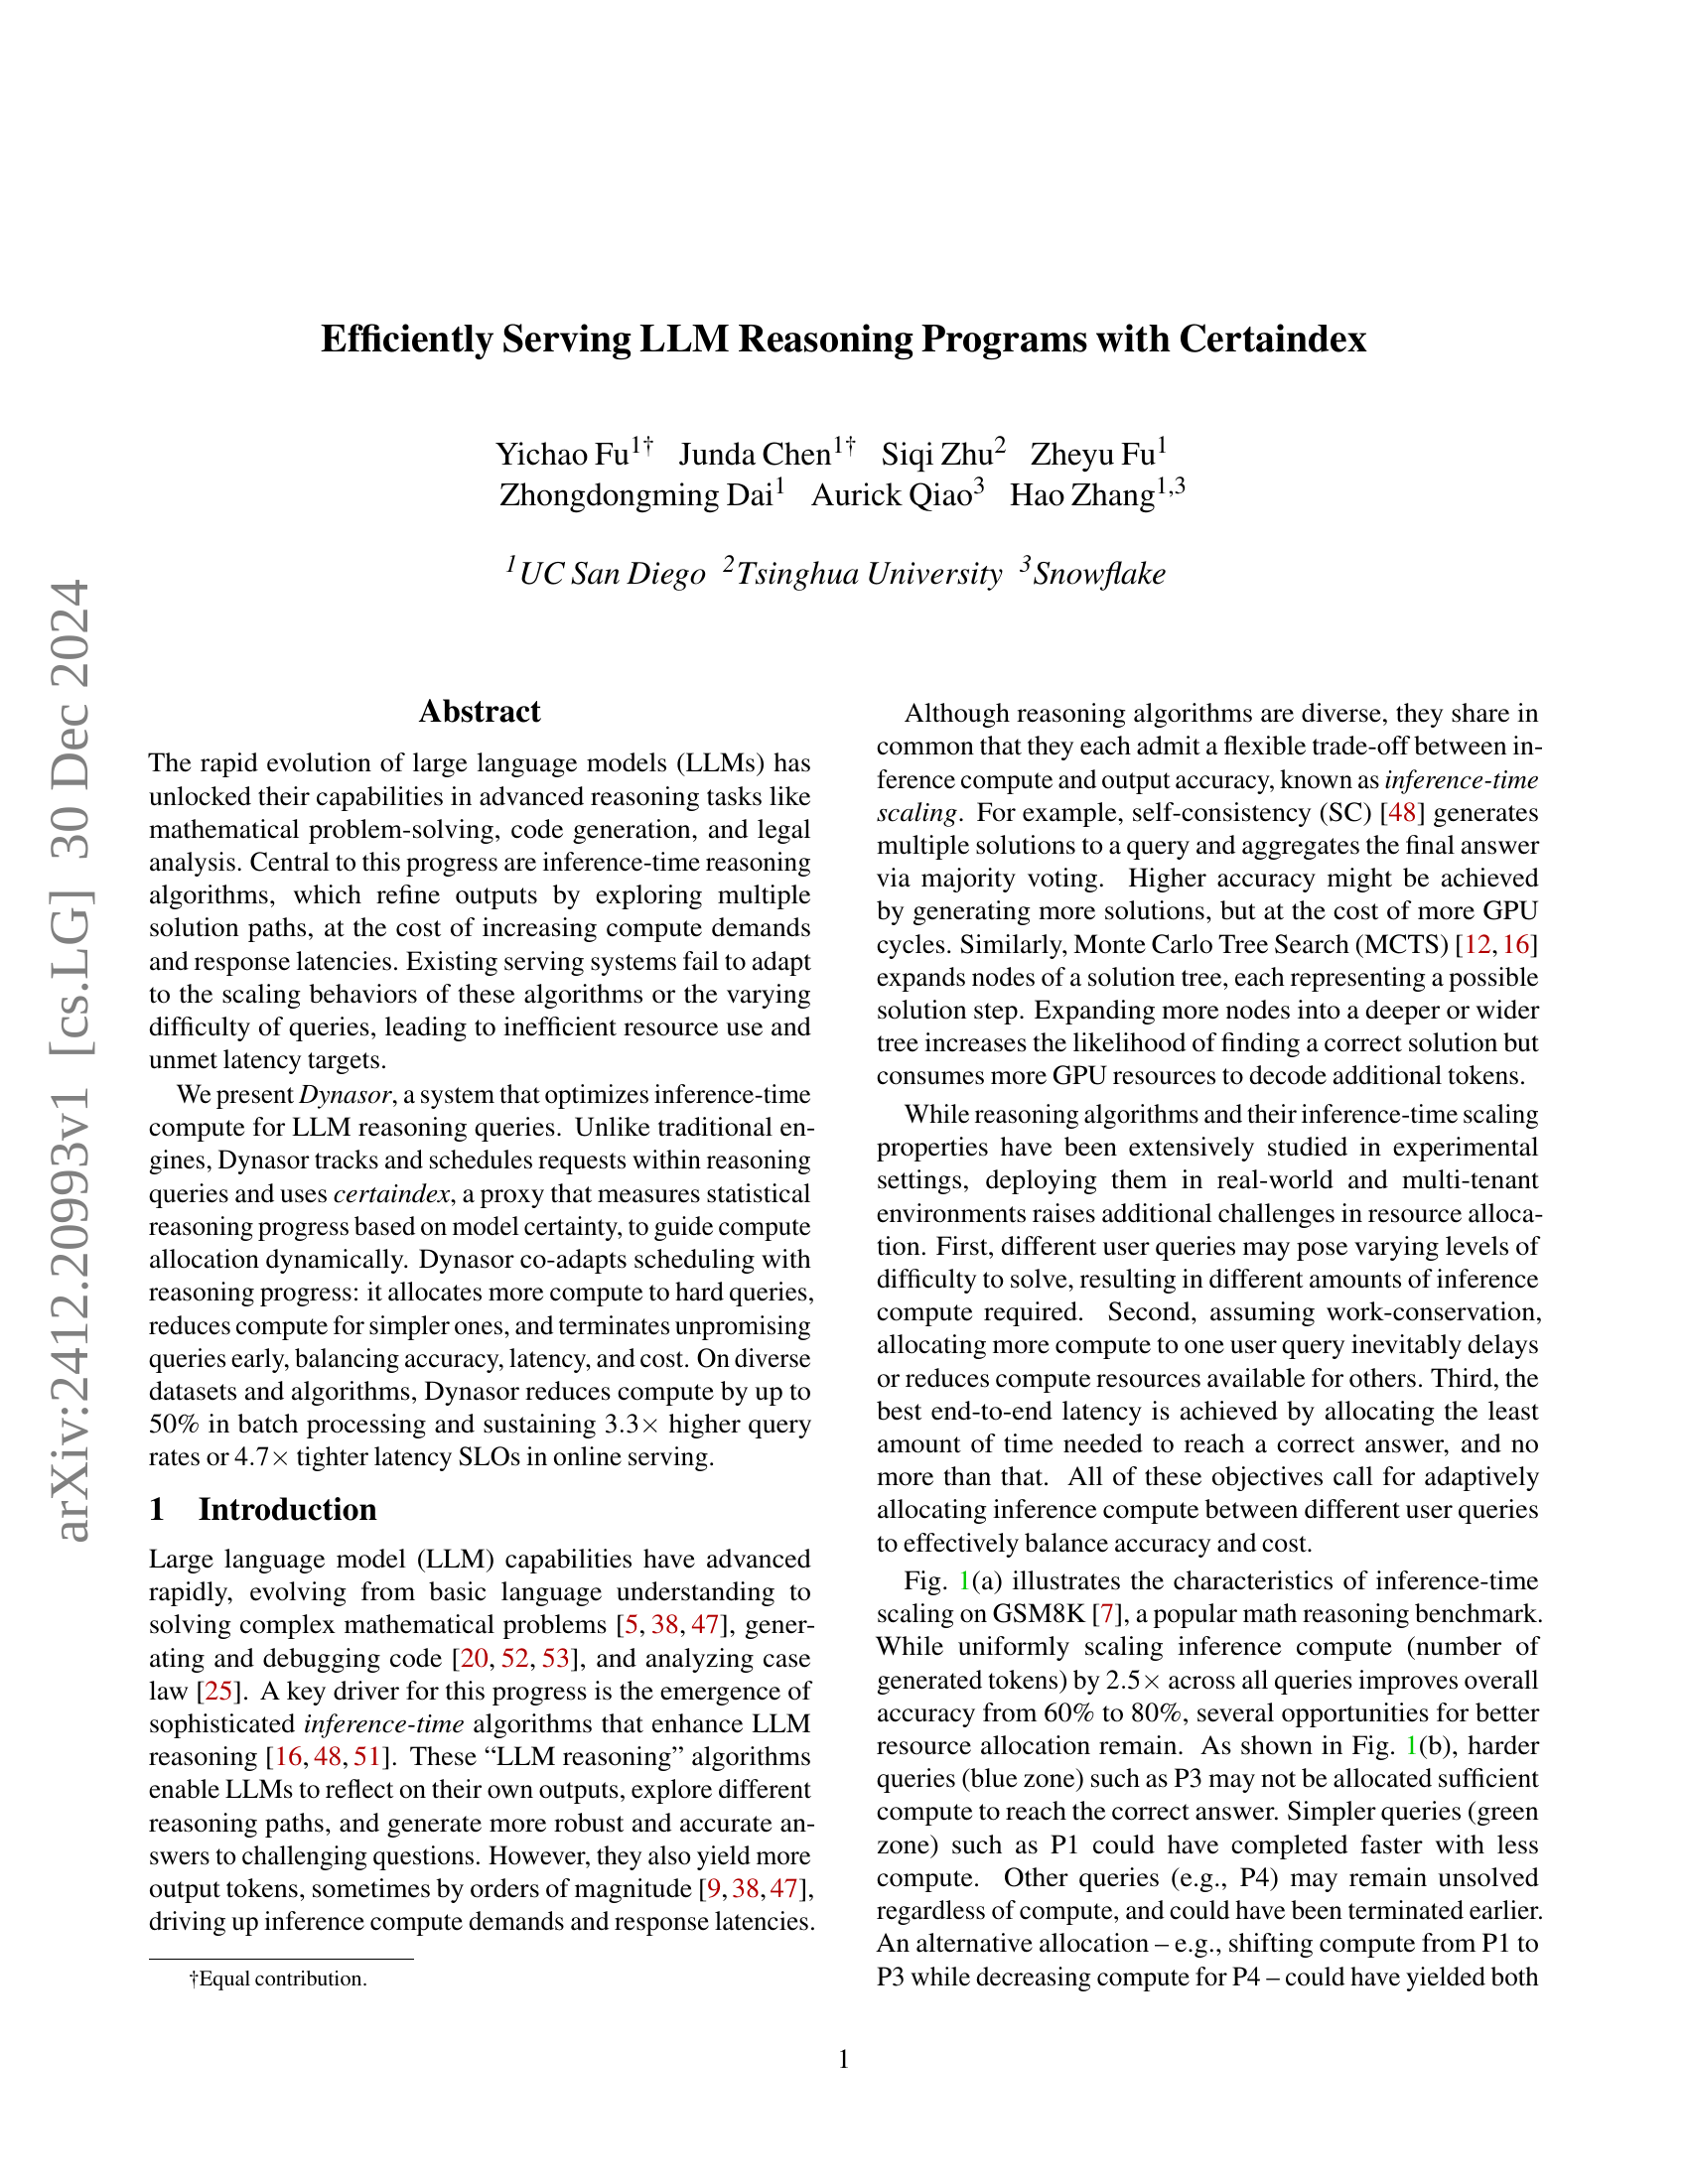 Efficiently Serving LLM Reasoning Programs with Certaindex
Yichao Fu1† Junda Chen1† Siqi Zhu2 Zheyu Fu1
Zhongdongming Dai1 Aurick Qiao3 Hao Zhang1,3
1UC San Diego 2Tsinghua University 3Snowflake
arXiv:2412.20993v1 [cs.LG] 30 Dec 2024
Abstract
The rapid evolution of large language models (LLMs) has
unlocked their capabilities in advanced reasoning tasks like
mathematical problem-solving, code generation, and legal
analysis. Central to this progress are inference-time reasoning
algorithms, which refine outputs by exploring multiple
solution paths, at the cost of increasing compute demands
and response latencies. Existing serving systems fail to adapt
to the scaling behaviors of these algorithms or the varying
difficulty of queries, leading to inefficient resource use and
unmet latency targets.
We present Dynasor, a system that optimizes inference-time
compute for LLM reasoning queries. Unlike traditional en-
gines, Dynasor tracks and schedules requests within reasoning
queries and uses certaindex, a proxy that measures statistical
reasoning progress based on model certainty, to guide compute
allocation dynamically. Dynasor co-adapts scheduling with
reasoning progress: it allocates more compute to hard queries,
reduces compute for simpler ones, and terminates unpromising
queries early, balancing accuracy, latency, and cost. On diverse
datasets and algorithms, Dynasor reduces compute by up to
50% in batch processing and sustaining 3.3× higher query
rates or 4.7× tighter latency SLOs in online serving.
1 Introduction
Large language model (LLM) capabilities have advanced
rapidly, evolving from basic language understanding to
solving complex mathematical problems [5, 38, 47], gener-
ating and debugging code [20, 52, 53], and analyzing case
law [25]. A key driver for this progress is the emergence of
sophisticated inference-time algorithms that enhance LLM
reasoning [16, 48, 51]. These “LLM reasoning” algorithms
enable LLMs to reflect on their own outputs, explore different
reasoning paths, and generate more robust and accurate an-
swers to challenging questions. However, they also yield more
output tokens, sometimes by orders of magnitude [9, 38, 47],
driving up inference compute demands and response latencies.
†Equal contribution.
Although reasoning algorithms are diverse, they share in
common that they each admit a flexible trade-off between in-
ference compute and output accuracy, known as inference-time
scaling. For example, self-consistency (SC) [48] generates
multiple solutions to a query and aggregates the final answer
via majority voting. Higher accuracy might be achieved
by generating more solutions, but at the cost of more GPU
cycles. Similarly, Monte Carlo Tree Search (MCTS) [12, 16]
expands nodes of a solution tree, each representing a possible
solution step. Expanding more nodes into a deeper or wider
tree increases the likelihood of finding a correct solution but
consumes more GPU resources to decode additional tokens.
While reasoning algorithms and their inference-time scaling
properties have been extensively studied in experimental
settings, deploying them in real-world and multi-tenant
environments raises additional challenges in resource alloca-
tion. First, different user queries may pose varying levels of
difficulty to solve, resulting in different amounts of inference
compute required. Second, assuming work-conservation,
allocating more compute to one user query inevitably delays
or reduces compute resources available for others. Third, the
best end-to-end latency is achieved by allocating the least
amount of time needed to reach a correct answer, and no
more than that. All of these objectives call for adaptively
allocating inference compute between different user queries
to effectively balance accuracy and cost.
Fig. 1(a) illustrates the characteristics of inference-time
scaling on GSM8K [7], a popular math reasoning benchmark.
While uniformly scaling inference compute (number of
generated tokens) by 2.5× across all queries improves overall
accuracy from 60% to 80%, several opportunities for better
resource allocation remain. As shown in Fig. 1(b), harder
queries (blue zone) such as P3 may not be allocated sufficient
compute to reach the correct answer. Simpler queries (green
zone) such as P1 could have completed faster with less
compute. Other queries (e.g., P4) may remain unsolved
regardless of compute, and could have been terminated earlier.
An alternative allocation – e.g., shifting compute from P1 to
P3 while decreasing compute for P4 – could have yielded both
1